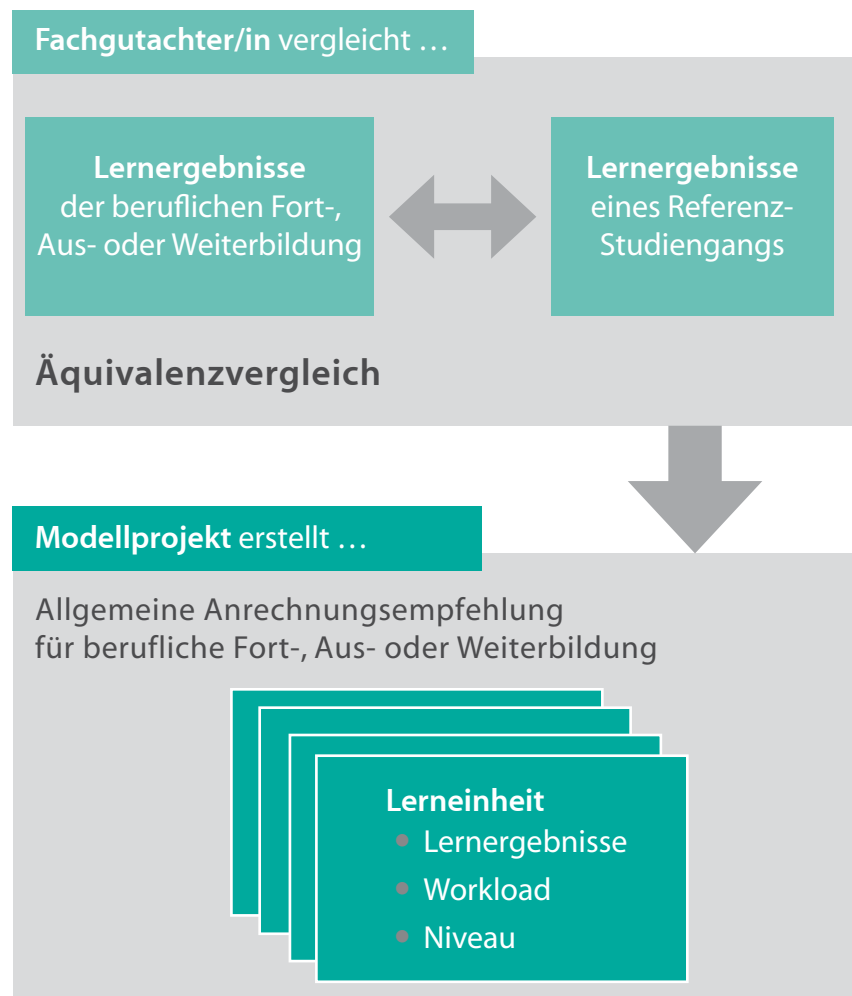 Fachgutachter/in vergleicht …
Lernergebnisse
der beruflichen Fort-,
Aus- oder Weiterbildung
Lernergebnisse
eines Referenz-
Studiengangs
Äquivalenzvergleich
Modellprojekt erstellt …
Allgemeine Anrechnungsempfehlung
für berufliche Fort-, Aus- oder Weiterbildung
Lerneinheit
• Lernergebnisse
• Workload
• Niveau